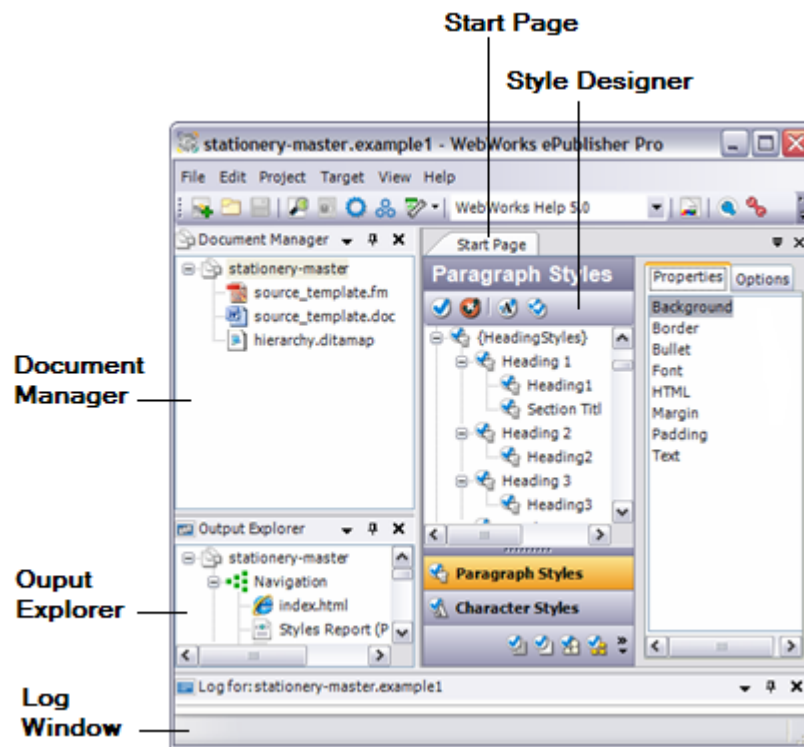 Start Page
Style Designer
stationery-master.example1 - WebWorks ePublisher Pro
File Edit Project Target View Help
WebWorks Help 5.0
Document Manager
Start Page
stationery-master
source_template.fm
source_template.doc
hierarchy.ditamap
Paragraph Styles
{HeadingStyles}
Heading 1
Heading1
Section Titl
Heading 2
Heading2
Heading 3
Heading3
Properties Options
Background
Border
Bullet
Font
HTML
Margin
Padding
Text
Document
Manager
Output Explorer
stationery-master
Navigation
index.html
Styles Report (P
Paragraph Styles
Character Styles
Ouput
Explorer
Log for: stationery-master.example1
Log
Window